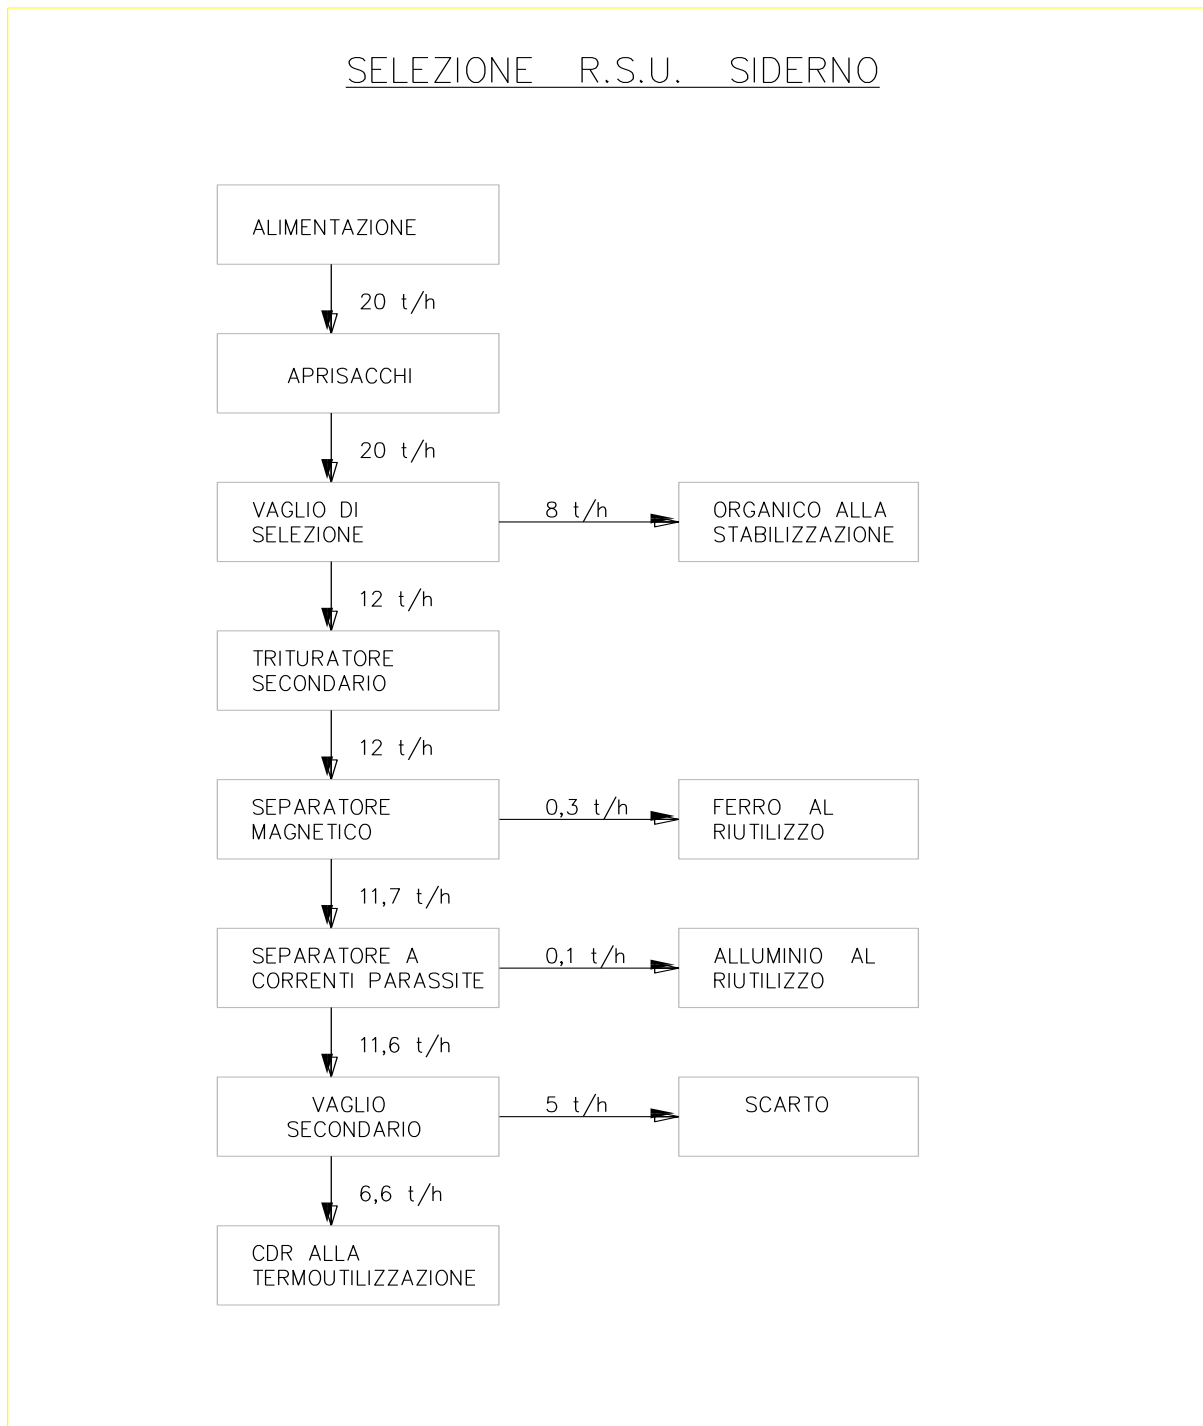 SELEZIONE R.S.U. SIDERNO
ALIMENTAZIONE
20 t/h
APRISACCHI
20 t/h
VAGLIO DI
SELEZIONE
8 t/h
ORGANICO ALLA
STABILIZZAZIONE
12 t/h
TRITURATORE
SECONDARIO
12 t/h
SEPARATORE
MAGNETICO
0,3 t/h
FERRO AL
RIUTILIZZO
11,7 t/h
SEPARATORE A
CORRENTI PARASSITE
0,1 t/h
ALLUMINIO AL
RIUTILIZZO
11,6 t/h
VAGLIO
SECONDARIO
5 t/h
SCARTO
6,6 t/h
CDR ALLA
TERMOUTILIZZAZIONE